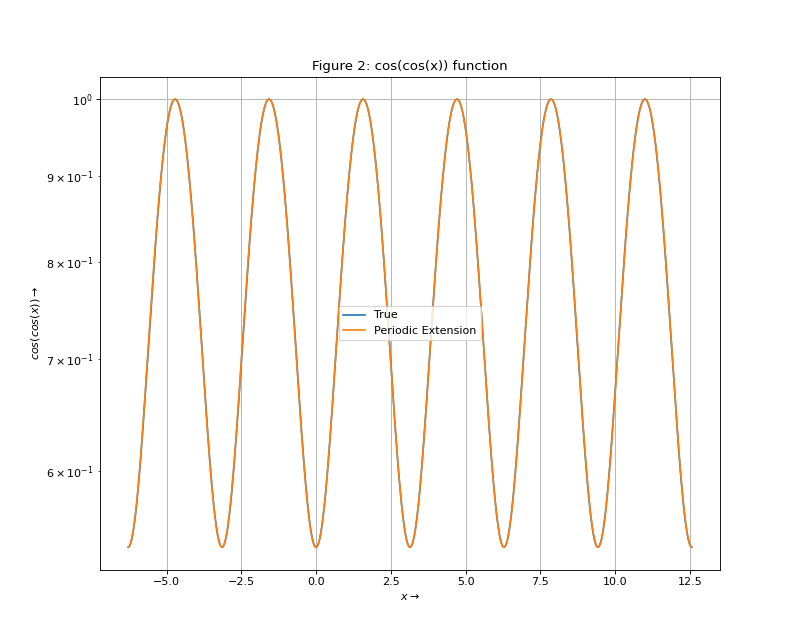 Figure 2: cos(cos(x)) function
10⁰
9 × 10⁻¹
8 × 10⁻¹
7 × 10⁻¹
6 × 10⁻¹
cos(cos(x)) →
True
Periodic Extension
−5.0 −2.5 0.0 2.5 5.0 7.5 10.0 12.5
x →